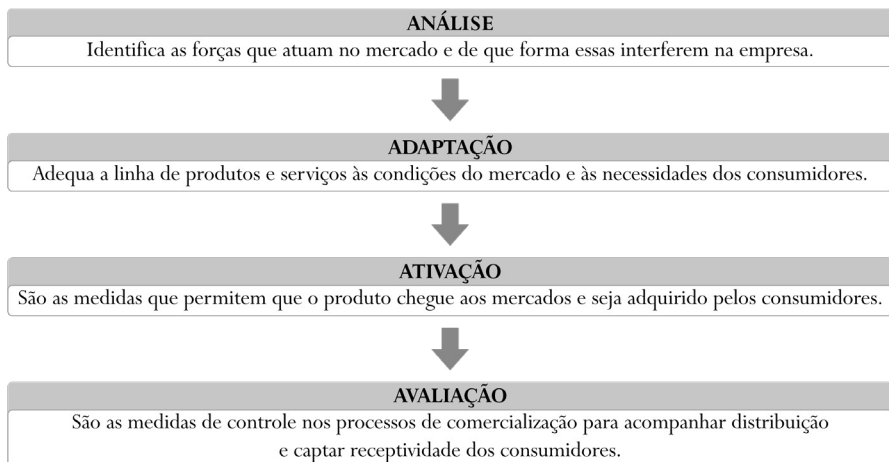 ANÁLISE
Identifica as forças que atuam no mercado e de que forma essas interferem na empresa.
ADAPTAÇÃO
Adequa a linha de produtos e serviços às condições do mercado e às necessidades dos consumidores.
ATIVAÇÃO
São as medidas que permitem que o produto chegue aos mercados e seja adquirido pelos consumidores.
AVALIAÇÃO
São as medidas de controle nos processos de comercialização para acompanhar distribuição
e captar receptividade dos consumidores.